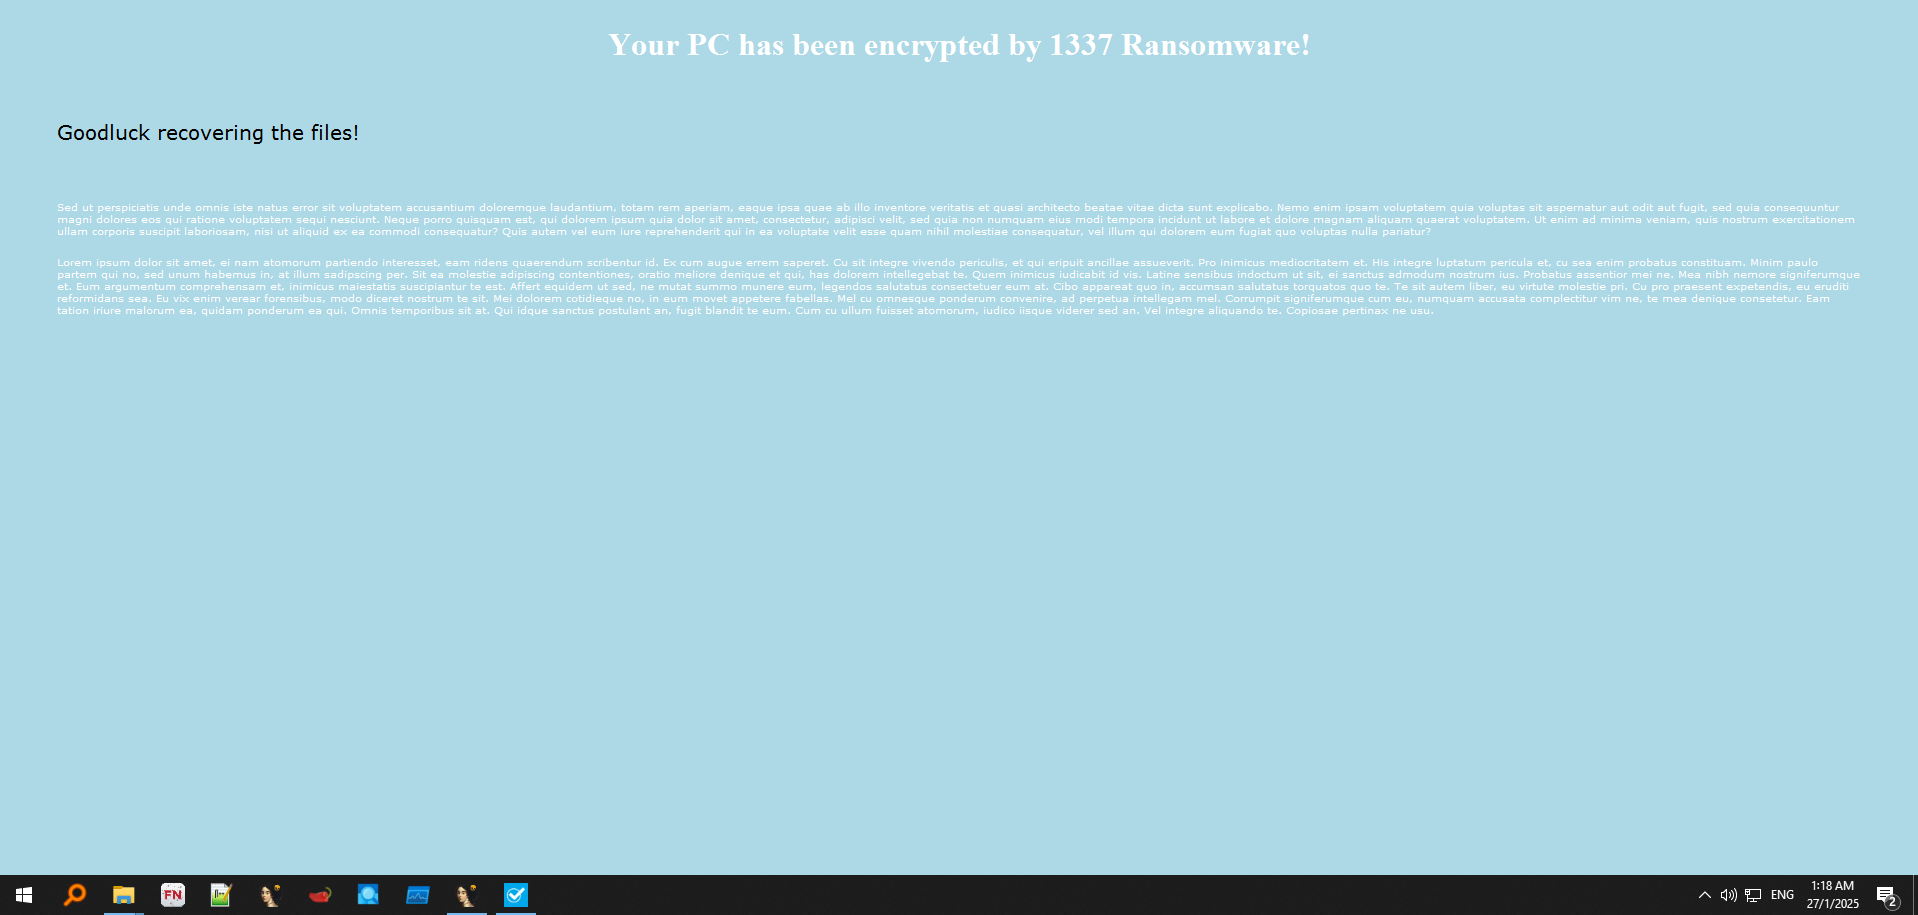 Your PC has been encrypted by 1337 Ransomware!
Goodluck recovering the files!
Sed ut perspiciatis unde omnis iste natus error sit voluptatem accusantium doloremque laudantium, totam rem aperiam, eaque ipsa quae ab illo inventore veritatis et quasi architecto beatae vitae dicta sunt explicabo. Nemo enim ipsam voluptatem quia voluptas sit aspernatur aut odit aut fugit, sed quia consequuntur
magni dolores eos qui ratione voluptatem sequi nesciunt. Neque porro quisquam est, qui dolorem ipsum quia dolor sit amet, consectetur, adipisci velit, sed quia non numquam eius modi tempora incidunt ut labore et dolore magnam aliquam quaerat voluptatem. Ut enim ad minima veniam, quis nostrum exercitationem
ullam corporis suscipit laboriosam, nisi ut aliquid ex ea commodi consequatur? Quis autem vel eum iure reprehenderit qui in ea voluptate velit esse quam nihil molestiae consequatur, vel illum qui dolorem eum fugiat quo voluptas nulla pariatur?
Lorem ipsum dolor sit amet, ei nam atomorum partiendo interesset, eam ridens quaerendum scribentur id. Ex cum augue errem saperet. Cu sit integre vivendo periculis, et qui eripuit ancillae assueverit. Pro inimicus mediocritatem et. His integre luptatum pericula et, cu sea enim probatus constituam. Minim paulo
partem qui no, sed unum habemus in, at illum sadipscing per. Sit ea molestie adipiscing contentiones, oratio meliore denique et qui, has dolorem intellegebat te. Quem inimicus iudicabit id vis. Latine sensibus indoctum ut sit, ei sanctus admodum nostrum ius. Probatus assentior mei ne. Mea nibh nemore signiferumque
et. Eum argumentum comprehensam et, inimicus maiestatis suscipiantur te est. Affert equidem ut sed, ne mutat summo munere eum, legendos salutatus consectetuer eum at. Cibo appareat quo in, accumsan salutatus torquatos quo te. Te sit autem liber, eu virtute molestie pri. Cu pro praesent expetendis, eu eruditi
reformidans sea. Eu vix enim verear forensibus, modo diceret nostrum te sit. Mei dolorem cotidieque no, in eum movet appetere fabellas. Mel cu omnesque ponderum convenire, ad perpetua intellegam mel. Corrumpit signiferumque cum eu, numquam accusata complectitur vim ne, te mea denique consetetur. Eam
tation iriure malorum ea, quidam ponderum ea qui. Omnis temporibus sit at. Qui idque sanctus postulant an, fugit blandit te eum. Cum cu ullum fuisset atomorum, iudico iisque viderer sed an. Vel integre aliquando te. Copiosae pertinax ne usu.
FN
ENG
1:18 AM
27/1/2025
2